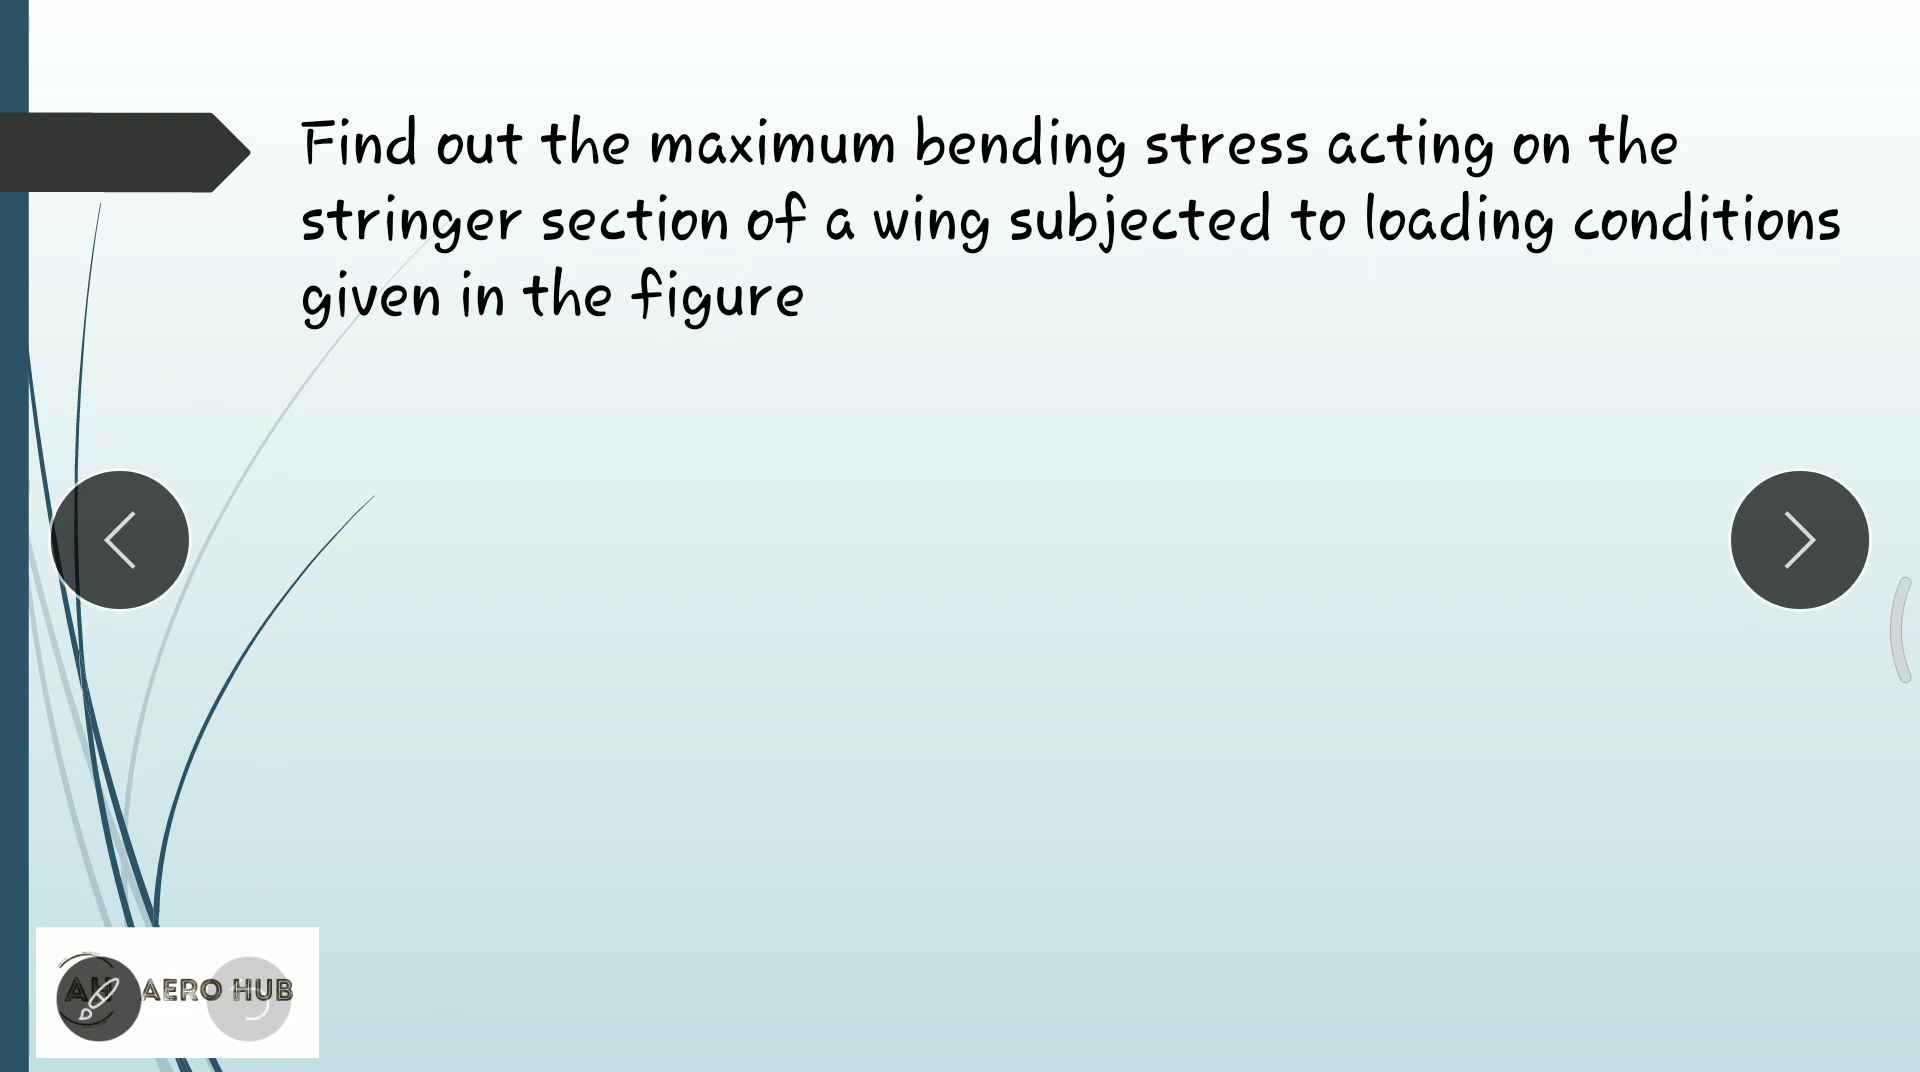 Find out the maximum bending stress acting on the
stringer section of a wing subjected to loading conditions
given in the figure
AH AERO HUB